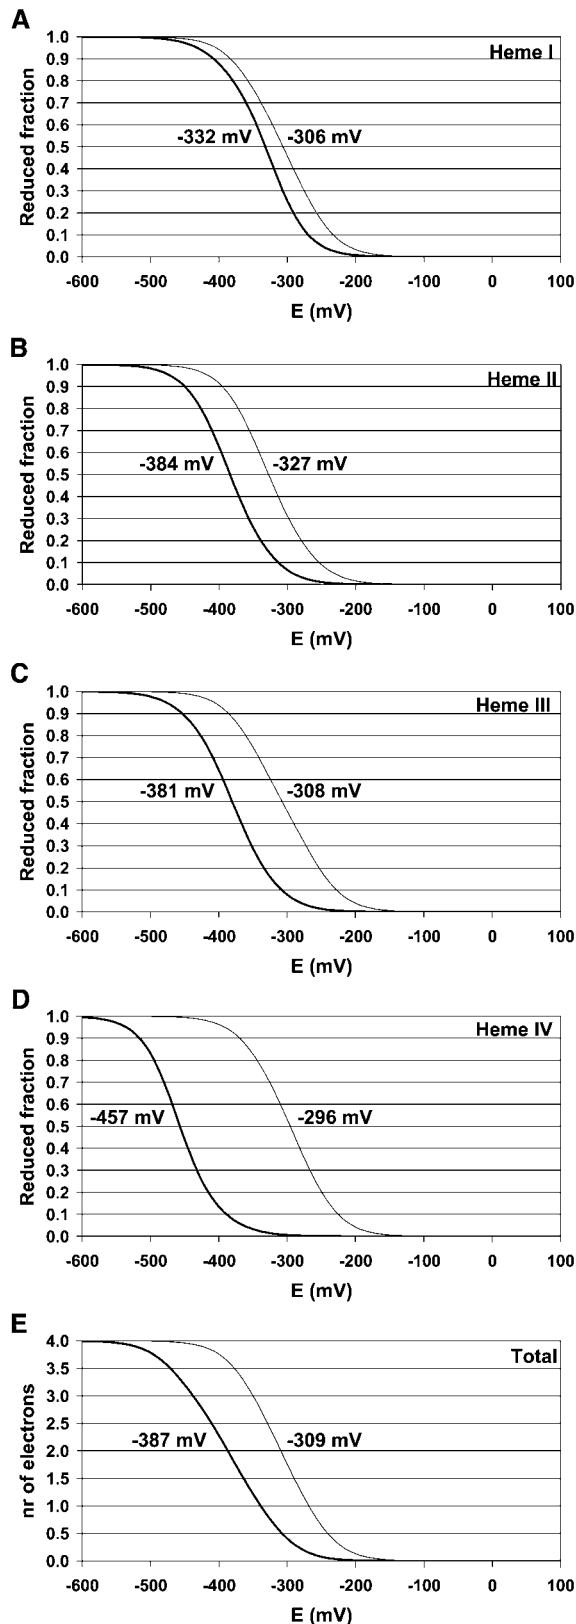 A
Heme I
Reduced fraction
1.0
0.9
0.8
0.7
0.6
0.5
0.4
0.3
0.2
0.1
0.0
-332 mV
-306 mV
-600 -500 -400 -300 -200 -100 0 100
E (mV)
B
Heme II
Reduced fraction
1.0
0.9
0.8
0.7
0.6
0.5
0.4
0.3
0.2
0.1
0.0
-384 mV
-327 mV
-600 -500 -400 -300 -200 -100 0 100
E (mV)
C
Heme III
Reduced fraction
1.0
0.9
0.8
0.7
0.6
0.5
0.4
0.3
0.2
0.1
0.0
-381 mV
-308 mV
-600 -500 -400 -300 -200 -100 0 100
E (mV)
D
Heme IV
Reduced fraction
1.0
0.9
0.8
0.7
0.6
0.5
0.4
0.3
0.2
0.1
0.0
-457 mV
-296 mV
-600 -500 -400 -300 -200 -100 0 100
E (mV)
E
Total
nr of electrons
4.0
3.5
3.0
2.5
2.0
1.5
1.0
0.5
0.0
-387 mV
-309 mV
-600 -500 -400 -300 -200 -100 0 100
E (mV)